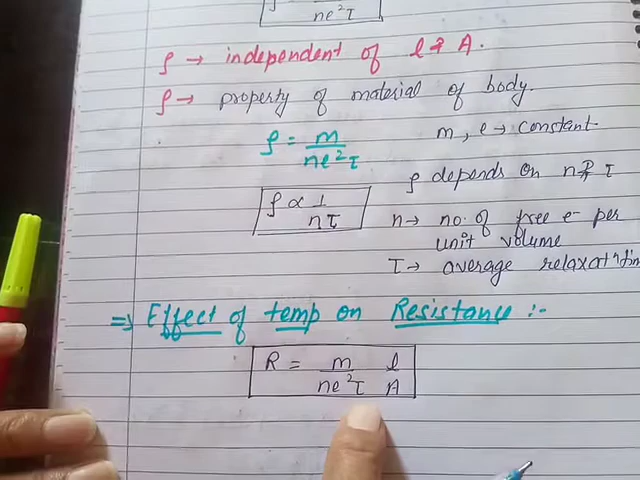 ρ = m / ne²τ
ρ → independent of l & A.
ρ → property of material of body.
ρ = m / ne²τ
m, e → constant
ρ depends on n & τ
ρ ∝ 1 / nτ
n → no. of free e- per
unit volume
τ → average relaxation
⇒ Effect of temp on Resistance :-
R = m / ne²τ l / A